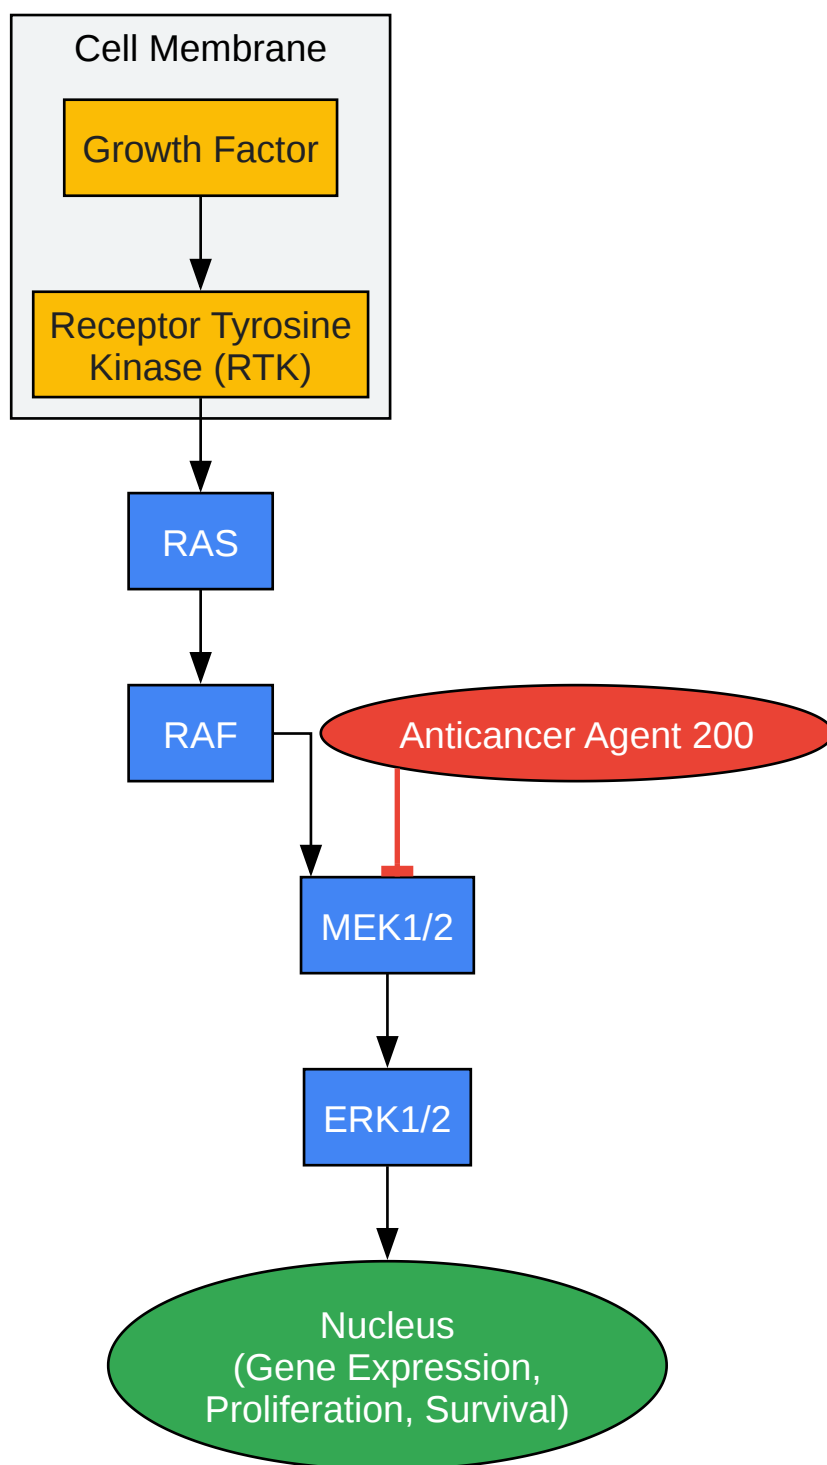 Cell Membrane
Growth Factor
Receptor Tyrosine
Kinase (RTK)
RAS
RAF
Anticancer Agent 200
MEK1/2
ERK1/2
Nucleus
(Gene Expression,
Proliferation, Survival)